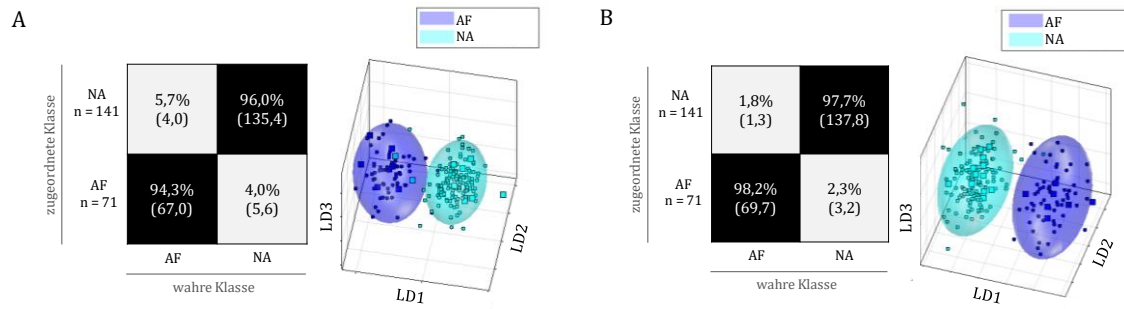 A
AF
NA
zugeordnete Klasse
NA
n = 141
5,7%
(4,0)
96,0%
(135,4)
AF
n = 71
94,3%
(67,0)
4,0%
(5,6)
AF
NA
wahre Klasse
LD3
LD2
LD1
B
AF
NA
zugeordnete Klasse
NA
n = 141
1,8%
(1,3)
97,7%
(137,8)
AF
n = 71
98,2%
(69,7)
2,3%
(3,2)
AF
NA
wahre Klasse
LD3
LD2
LD1